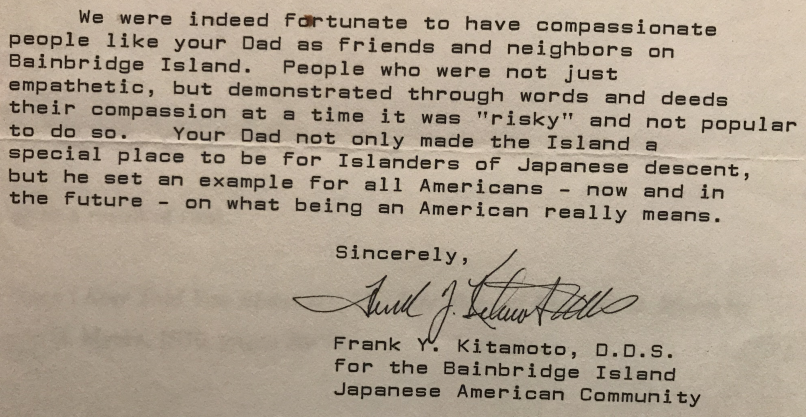 We were indeed fortunate to have compassionate
people like your Dad as friends and neighbors on
Bainbridge Island.  People who were not just
empathetic, but demonstrated through words and deeds
their compassion at a time it was "risky" and not popular
to do so.  Your Dad not only made the Island a
special place to be for Islanders of Japanese descent,
but he set an example for all Americans - now and in
the future - on what being an American really means.
Sincerely,
Frank Y. Kitamoto, D.D.S.
for the Bainbridge Island
Japanese American Community